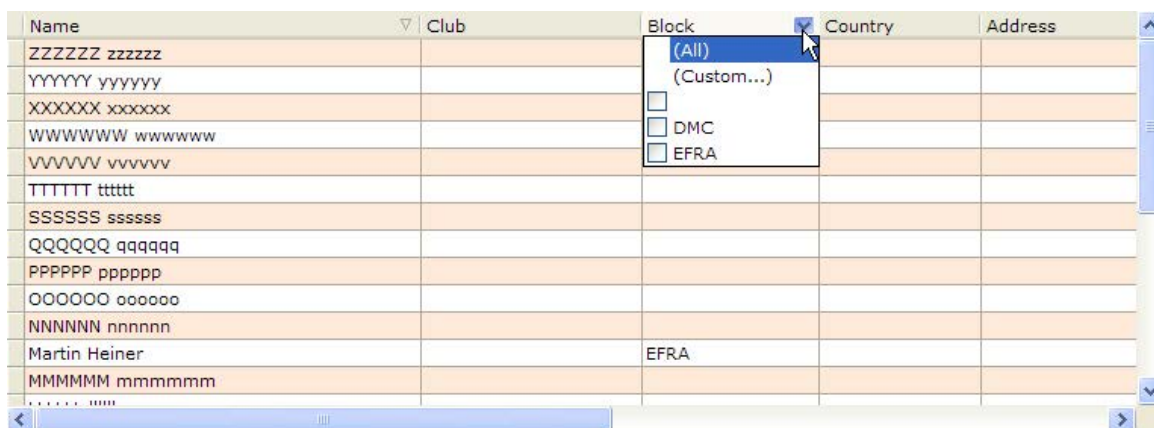 Name Club Block Country Address
ZZZZZZ zzzzzz
(All)
YYYYYY yyyyyy
(Custom...)
XXXXXX xxxxxx
WWWWWW wwwwww
DMC
VVVVVV vvvvvv
EFRA
TTTTTT tttttt
SSSSSS ssssss
QQQQQQ qqqqqq
PPPPPP pppppp
OOOOOO oooooo
NNNNNN nnnnnn
Martin Heiner EFRA
MMMMMM mmmmmm